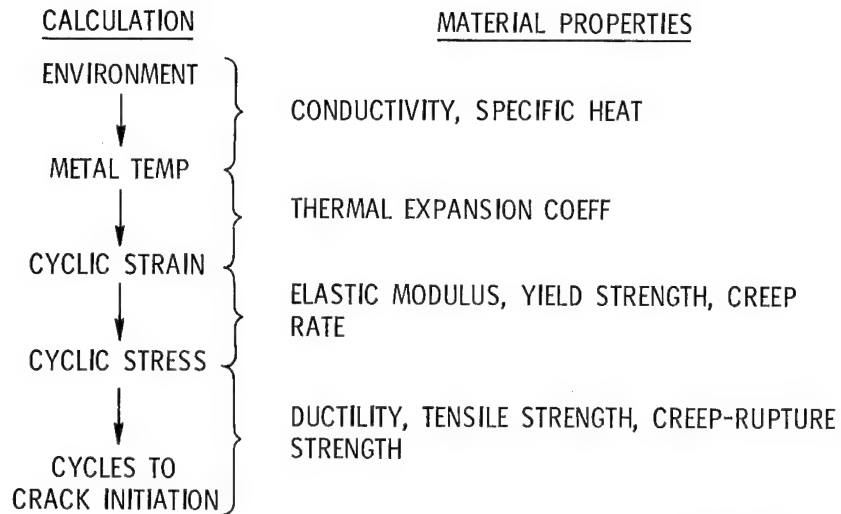 CALCULATION
MATERIAL PROPERTIES
ENVIRONMENT
CONDUCTIVITY, SPECIFIC HEAT
METAL TEMP
THERMAL EXPANSION COEFF
CYCLIC STRAIN
ELASTIC MODULUS, YIELD STRENGTH, CREEP
RATE
CYCLIC STRESS
DUCTILITY, TENSILE STRENGTH, CREEP-RUPTURE
STRENGTH
CYCLES TO
CRACK INITIATION